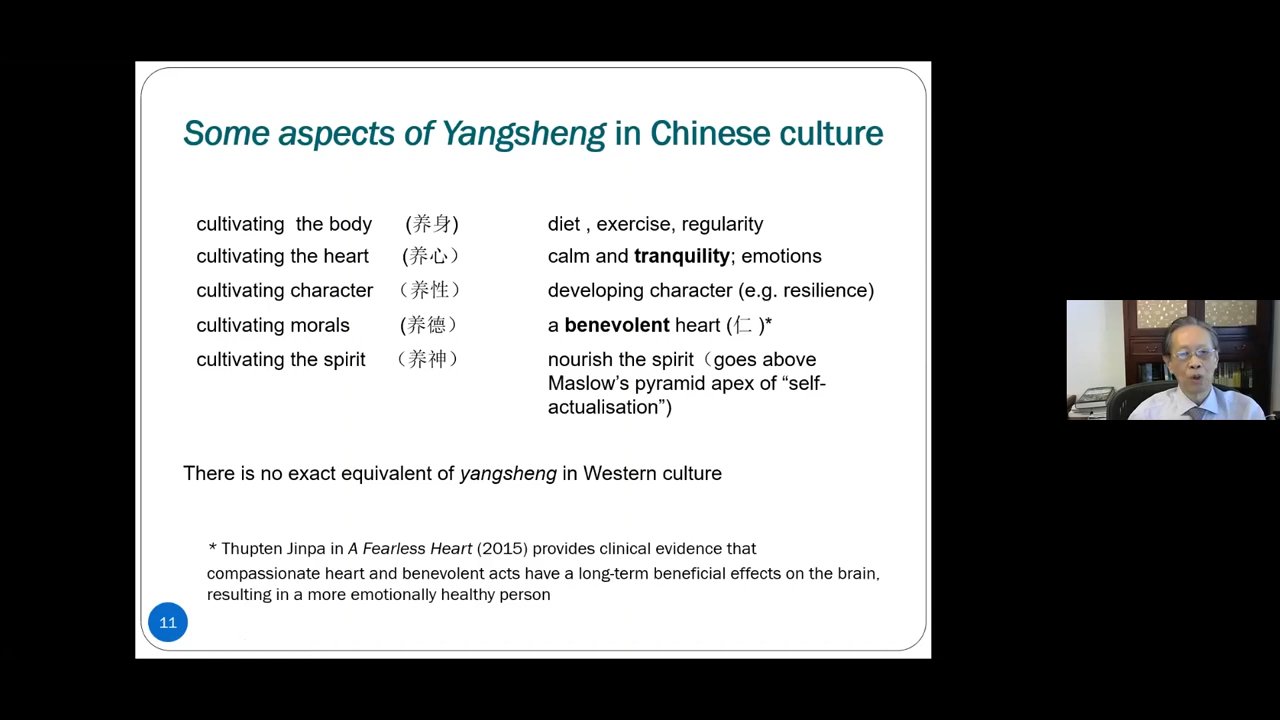 Some aspects of Yangsheng in Chinese culture
cultivating the body (养身) diet , exercise, regularity
cultivating the heart (养心） calm and tranquility; emotions
cultivating character （养性） developing character (e.g. resilience)
cultivating morals (养德） a benevolent heart (仁 )*
cultivating the spirit （养神） nourish the spirit（goes above
Maslow's pyramid apex of “self-
actualisation”)
There is no exact equivalent of yangsheng in Western culture
* Thupten Jinpa in A Fearless Heart (2015) provides clinical evidence that
compassionate heart and benevolent acts have a long-term beneficial effects on the brain,
resulting in a more emotionally healthy person
11